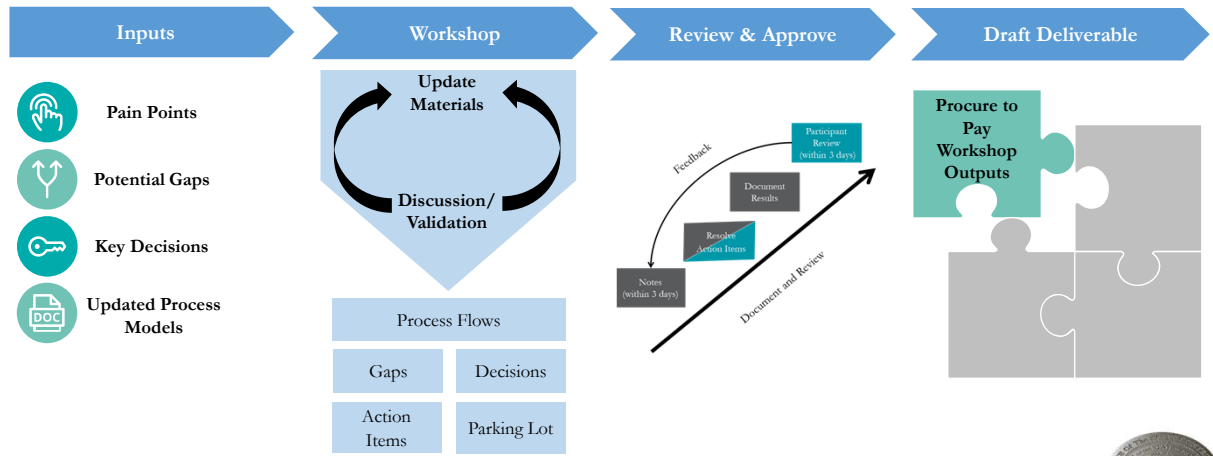 Inputs
Workshop
Review & Approve
Draft Deliverable
Pain Points
Potential Gaps
Key Decisions
DOC
Updated Process
Models
Update
Materials
Discussion/
Validation
Process Flows
Gaps
Decisions
Action
Items
Parking Lot
Feedback
Participant
Review
(within 3 days)
Document
Results
Resolve
Action Items
Notes
(within 3 days)
Document and Review
Procure to
Pay
Workshop
Outputs